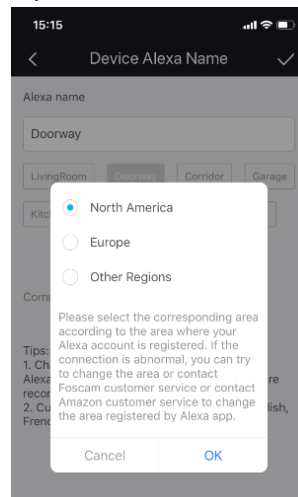 15:15
Device Alexa Name
Alexa name
Doorway
LivingRoom Doorway Corridor Garage
North America
Europe
Other Regions
Please select the corresponding area
according to the area where your
Alexa account is registered. If the
connection is abnormal, you can try
to change the area or contact
Foscam customer service or contact
Amazon customer service to change
the area registered by Alexa app.
Tips:
1.
Alexa
2.
Cancel OK